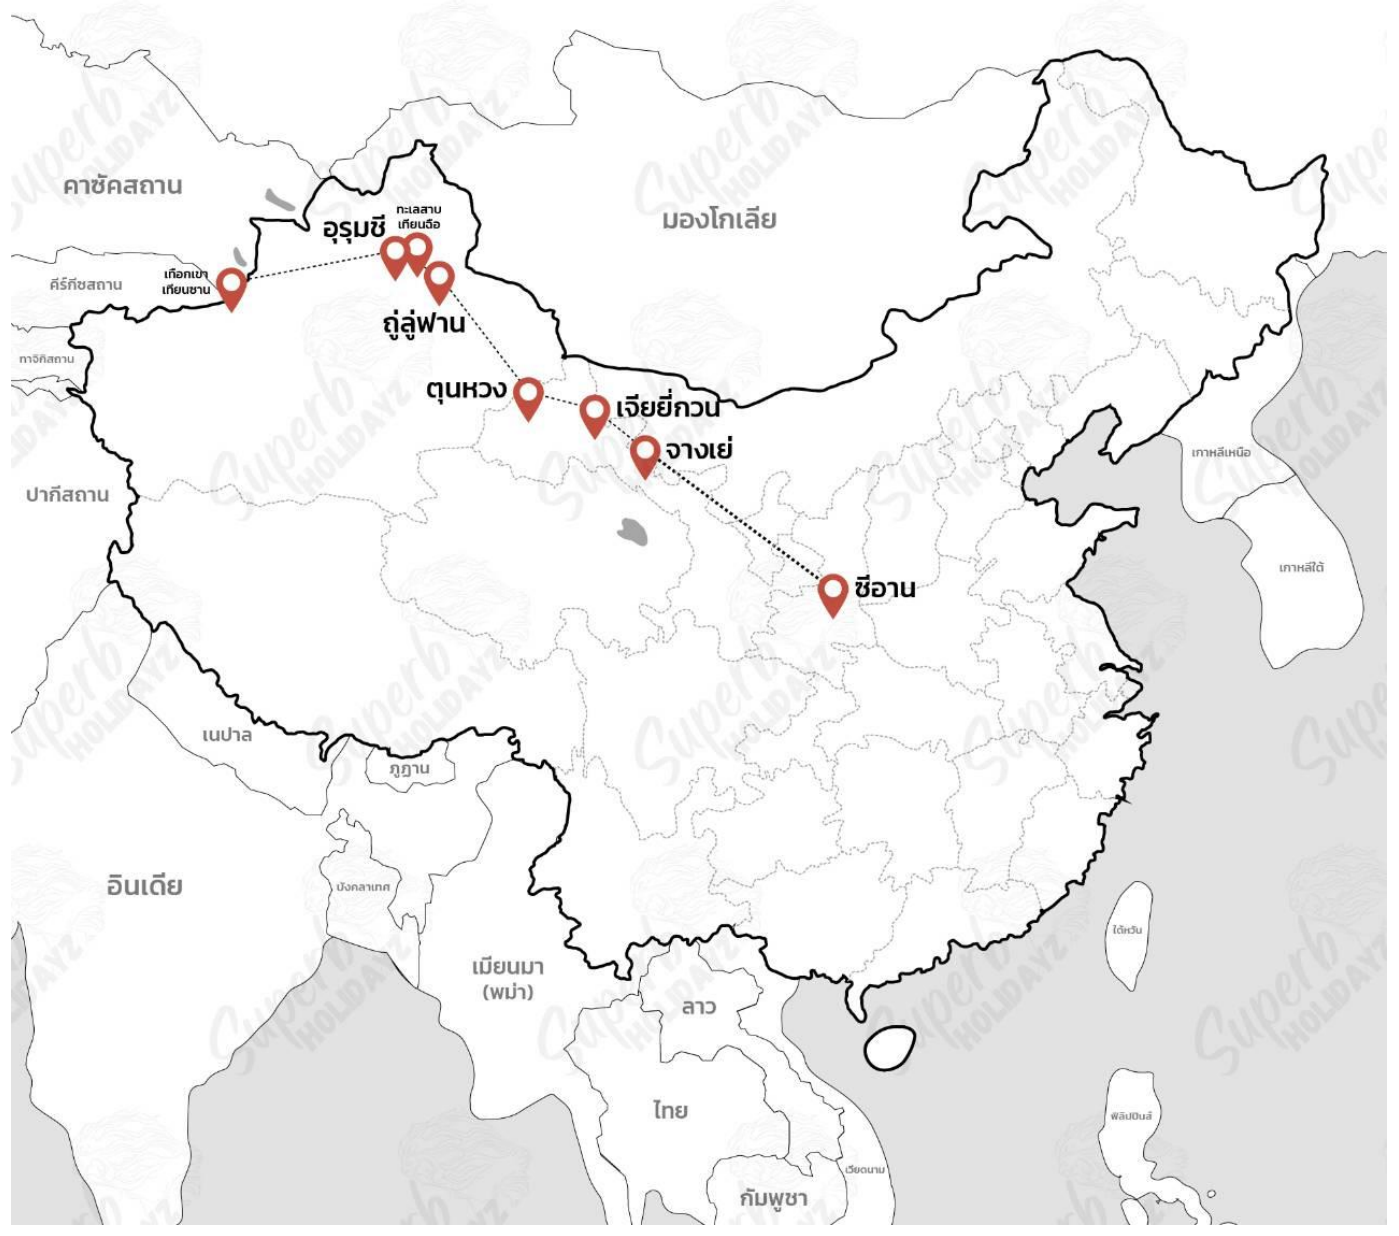 คาซัคสถาน
มองโกเลีย
ทะเลสาบ
เทียนฉือ
อุรุมชี
เทือกเขา
เทียนซาน
คีร์กีซสถาน
ถู่ลู่ฟาน
ทาจิกิสถาน
ตุนหวง
เจียยี่กวน
จางเย่
เกาหลีเหนือ
ปากีสถาน
เกาหลีใต้
ซีอาน
เนปาล
ภูฏาน
อินเดีย
บังคลาเทศ
ไต้หวัน
เมียนมา
(พม่า)
ลาว
ไทย
ฟิลิปปินส์
เวียดนาม
กัมพูชา
Superb
HOLIDAYZ